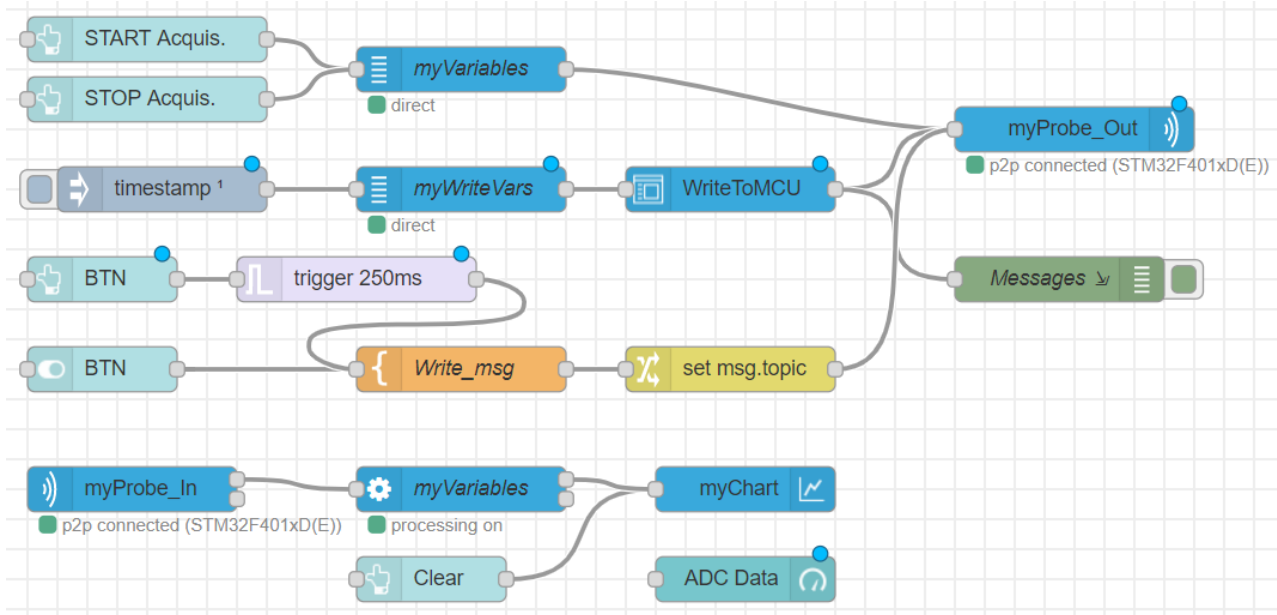 START Acquis.
STOP Acquis.
myVariables
direct
myProbe_Out
p2p connected (STM32F401xD(E))
timestamp ¹
myWriteVars
direct
WriteToMCU
BTN
trigger 250ms
Messages
BTN
Write_msg
set msg.topic
myProbe_In
p2p connected (STM32F401xD(E))
myVariables
processing on
myChart
Clear
ADC Data